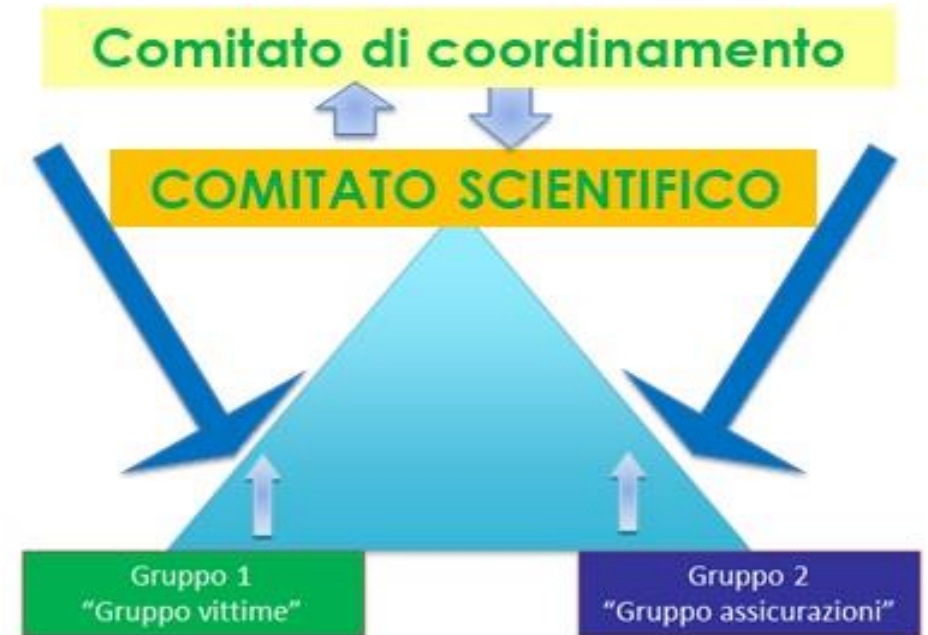 Comitato di coordinamento
COMITATO SCIENTIFICO
Gruppo 1
“Gruppo vittime”
Gruppo 2
“Gruppo assicurazioni”